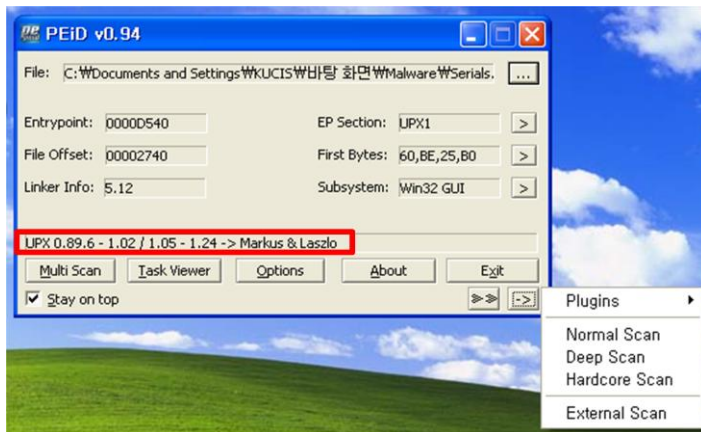 PEiD v0.94
File: C:₩Documents and Settings₩KUCIS₩바탕 화면₩Malware₩Serials. ...
Entrypoint: 0000D540 EP Section: UPX1 >
File Offset: 00002740 First Bytes: 60,BE,25,B0 >
Linker Info: 5.12 Subsystem: Win32 GUI >
UPX 0.89.6 - 1.02 / 1.05 - 1.24 -> Markus & Laszlo
Multi Scan Task Viewer Options About Exit
Stay on top >> ->
Plugins
Normal Scan
Deep Scan
Hardcore Scan
External Scan